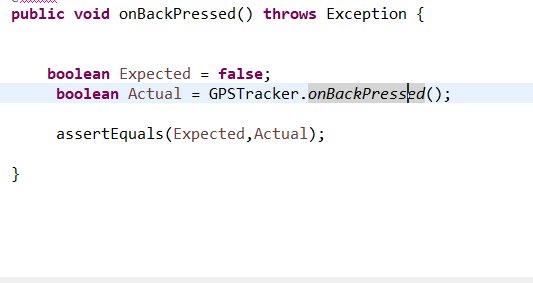 public void onBackPressed() throws Exception {
boolean Expected = false;
boolean Actual = GPSTracker.onBackPressed();
assertEquals(Expected,Actual);
}